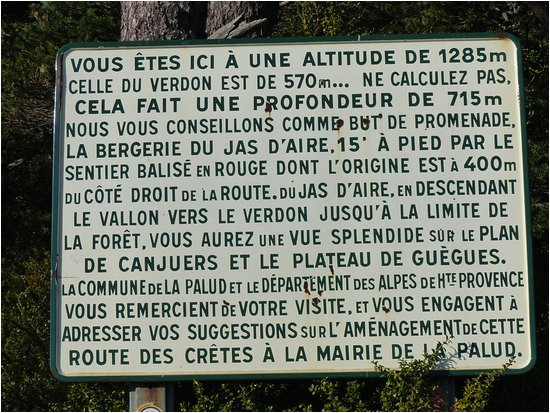 VOUS ÊTES ICI À UNE ALTITUDE DE 1285m
CELLE DU VERDON EST DE 570m... NE CALCULEZ PAS,
CELA FAIT UNE PROFONDEUR DE 715m
NOUS VOUS CONSEILLONS COMME BUT DE PROMENADE,
LA BERGERIE DU JAS D'AIRE, 15' À PIED PAR LE
SENTIER BALISÉ EN ROUGE DONT L'ORIGINE EST À 400m
DU CÔTÉ DROIT DE LA ROUTE. DU JAS D'AIRE, EN DESCENDANT
LE VALLON VERS LE VERDON JUSQU'À LA LIMITE DE
LA FORÊT, VOUS AUREZ UNE VUE SPLENDIDE SUR LE PLAN
DE CANJUERS ET LE PLATEAU DE GUÈGUES.
LA COMMUNE DE LA PALUD ET LE DÉPARTEMENT DES ALPES DE HTE PROVENCE
VOUS REMERCIENT DE VOTRE VISITE, ET VOUS ENGAGENT À
ADRESSER VOS SUGGESTIONS SUR L'AMÉNAGEMENT DE CETTE
ROUTE DES CRÊTES À LA MAIRIE DE LA PALUD.